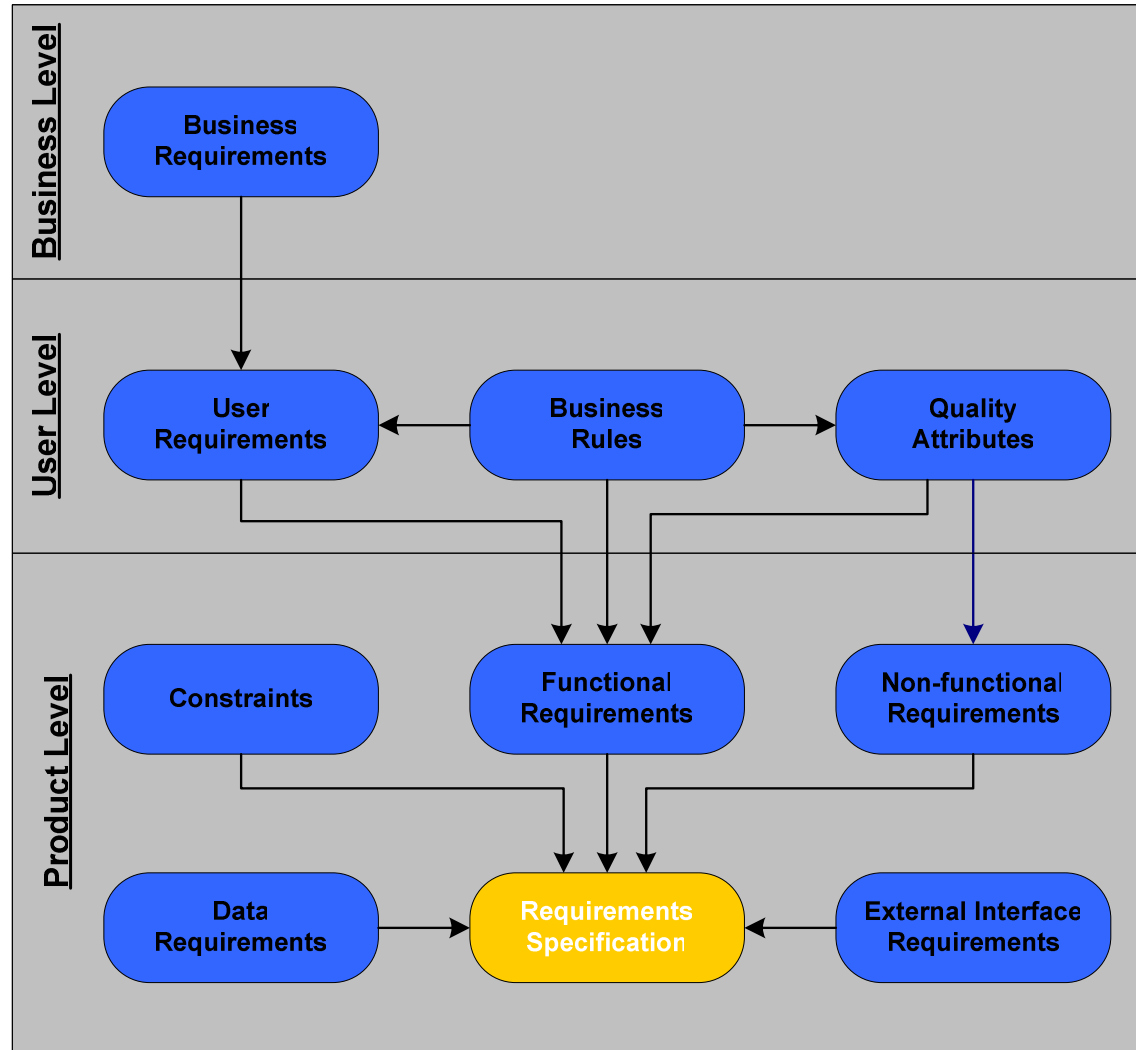 Business Level
Business
Requirements
User Level
User
Requirements
Business
Rules
Quality
Attributes
Product Level
Constraints
Functional
Requirements
Non-functional
Requirements
Data
Requirements
Requirements
Specification
External Interface
Requirements